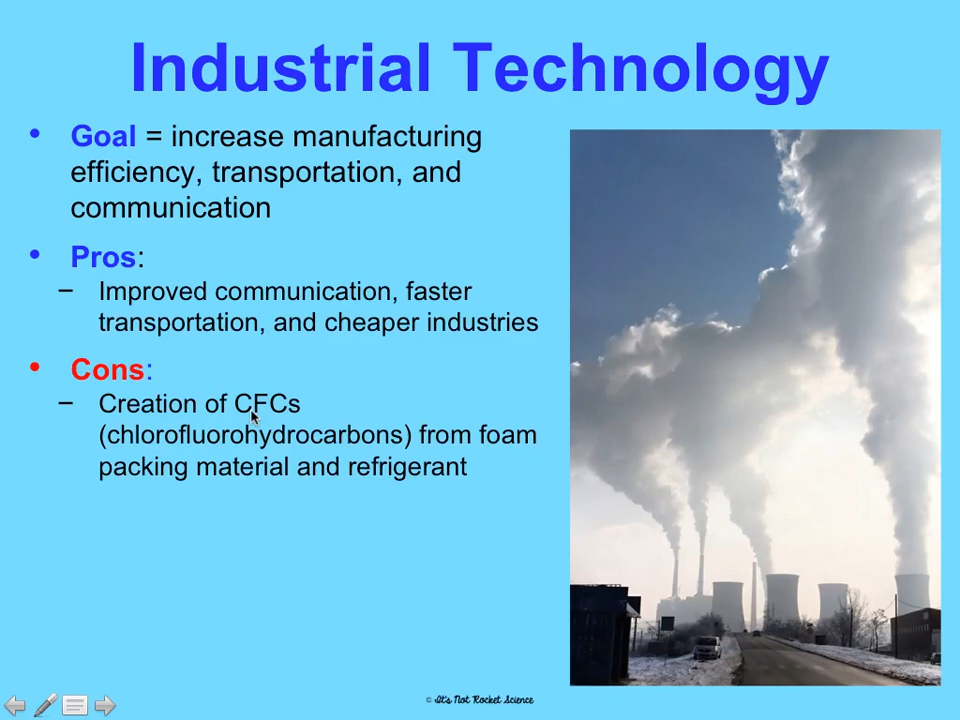 Industrial Technology
• Goal = increase manufacturing
efficiency, transportation, and
communication
• Pros:
– Improved communication, faster
transportation, and cheaper industries
• Cons:
– Creation of CFCs
(chlorofluorohydrocarbons) from foam
packing material and refrigerant
© It's Not Rocket Science